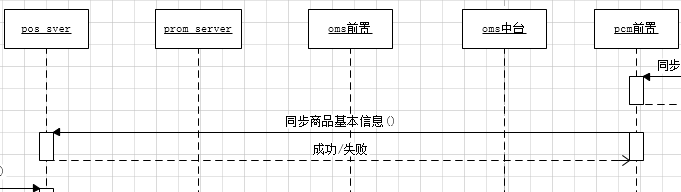 pos sver
prom server
oms前置
oms中台
pcm前置
同步
同步商品基本信息()
成功/失败
)